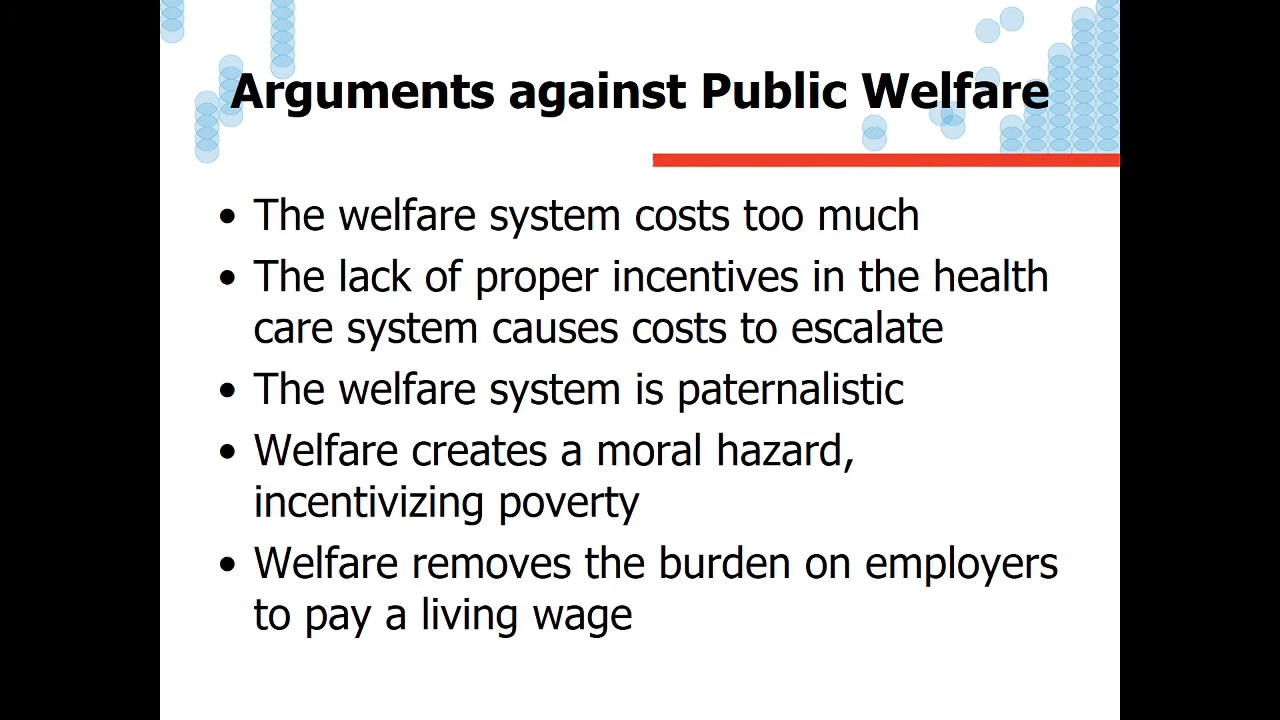 Arguments against Public Welfare
• The welfare system costs too much
• The lack of proper incentives in the health
care system causes costs to escalate
• The welfare system is paternalistic
• Welfare creates a moral hazard,
incentivizing poverty
• Welfare removes the burden on employers
to pay a living wage